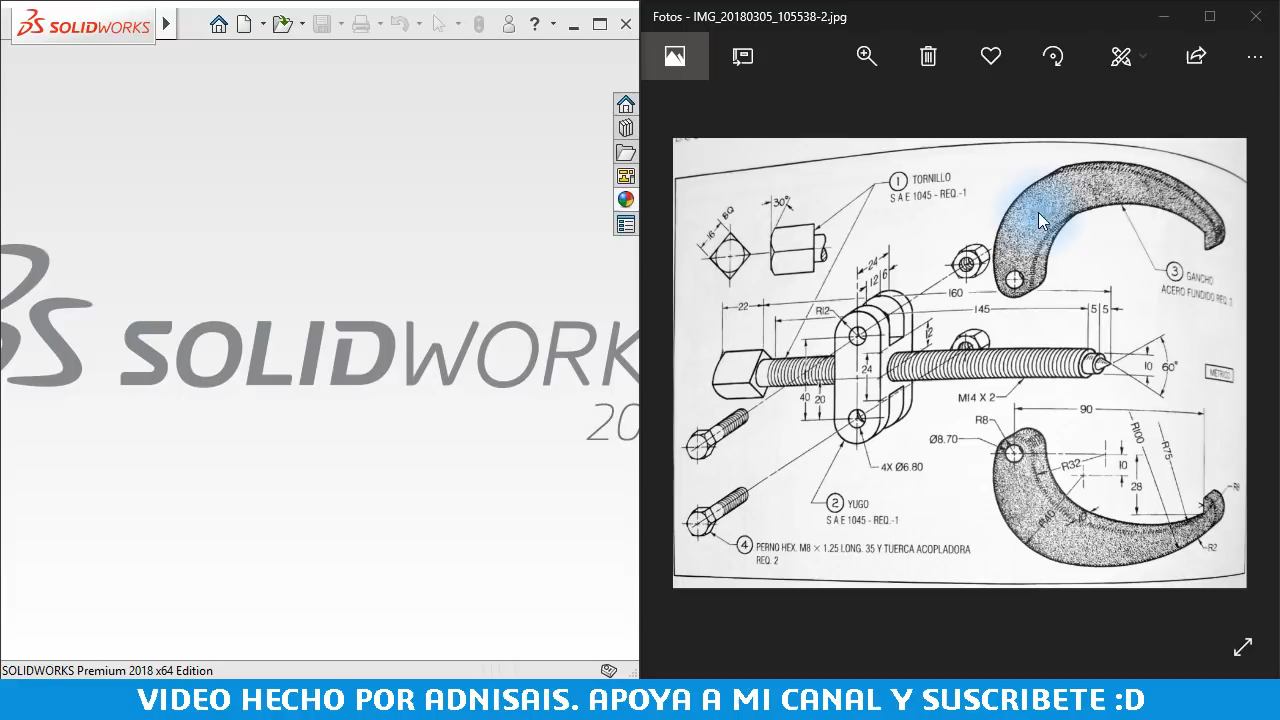 SOLIDWORKS
?
SOLIDWORKS
20
SOLIDWORKS Premium 2018 x64 Edition
Fotos - IMG_20180305_105538-2.jpg
1 TORNILLO
S A E 1045 - REQ.-1
30°
16
BQ
24
12
6
3 GANCHO
ACERO FUNDIDO REQ.
160
22
R12
145
5
5
12
24
10
60°
METRICO
40
20
M14 X 2
90
R8
Ø8.70
R100
R75
R32
10
28
4X Ø6.80
R40
R2
2 YUGO
S A E 1045 - REQ.-1
4 PERNO HEX. M8 × 1.25 LONG. 35 Y TUERCA ACOPLADORA
REQ. 2
VIDEO HECHO POR ADNISAIS. APOYA A MI CANAL Y SUSCRIBETE :D